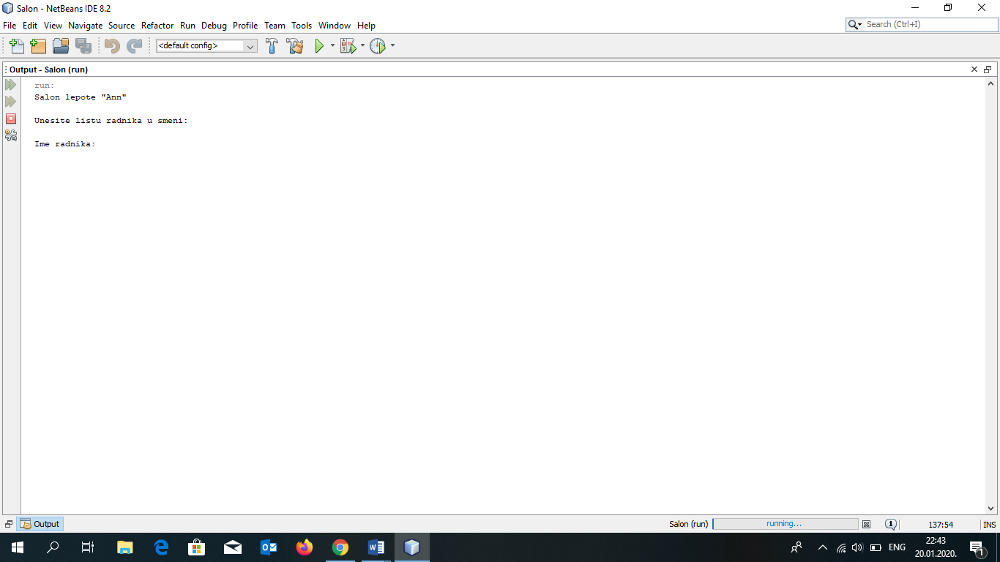 Salon - NetBeans IDE 8.2
File Edit View Navigate Source Refactor Run Debug Profile Team Tools Window Help
Search (Ctrl+I)
<default config>
Output - Salon (run)
run:
Salon lepote "Ann"
Unesite listu radnika u smeni:
Ime radnika:
Output
Salon (run)
running...
1
137:54
INS
ENG
22:43
20.01.2020.
1